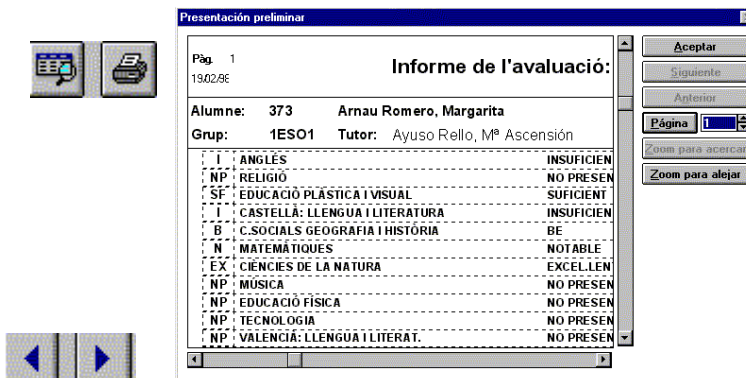 Presentación preliminar
Pàg. 1
19/02/98
Informe de l'avaluació:
Alumne: 373 Arnau Romero, Margarita
Grup: 1ESO1 Tutor: Ayuso Rello, Mª Ascensión
I ANGLÉS INSUFICIEN
NP RELIGIÓ NO PRESEN
SF EDUCACIÓ PLÀSTICA I VISUAL SUFICIENT
I CASTELLÀ: LLENGUA I LITERATURA INSUFICIEN
B C.SOCIALS GEOGRAFIA I HISTÒRIA BE
N MATEMÀTIQUES NOTABLE
EX CIÈNCIES DE LA NATURA EXCEL.LEN
NP MÚSICA NO PRESEN
NP EDUCACIÓ FÍSICA NO PRESEN
NP TECNOLOGIA NO PRESEN
NP VALENCIÀ: LLENGUA I LITERAT. NO PRESEN
Aceptar
Siguiente
Anterior
Página 1
Zoom para acercar
Zoom para alejar